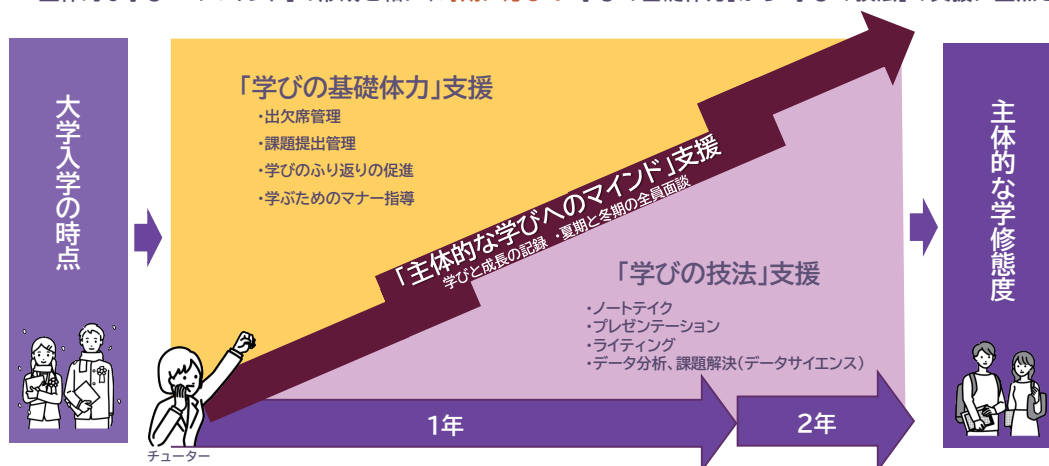 大学入学の時点
「学びの基礎体力」支援
・出欠席管理
・課題提出管理
・学びのふり返りの促進
・学ぶためのマナー指導
「主体的な学びへのマインド」支援
学びと成長の記録 ・夏期と冬期の全員面談
「学びの技法」支援
・ノートテイク
・プレゼンテーション
・ライティング
・データ分析、課題解決（データサイエンス）
チューター
1年
2年
主体的な学修態度